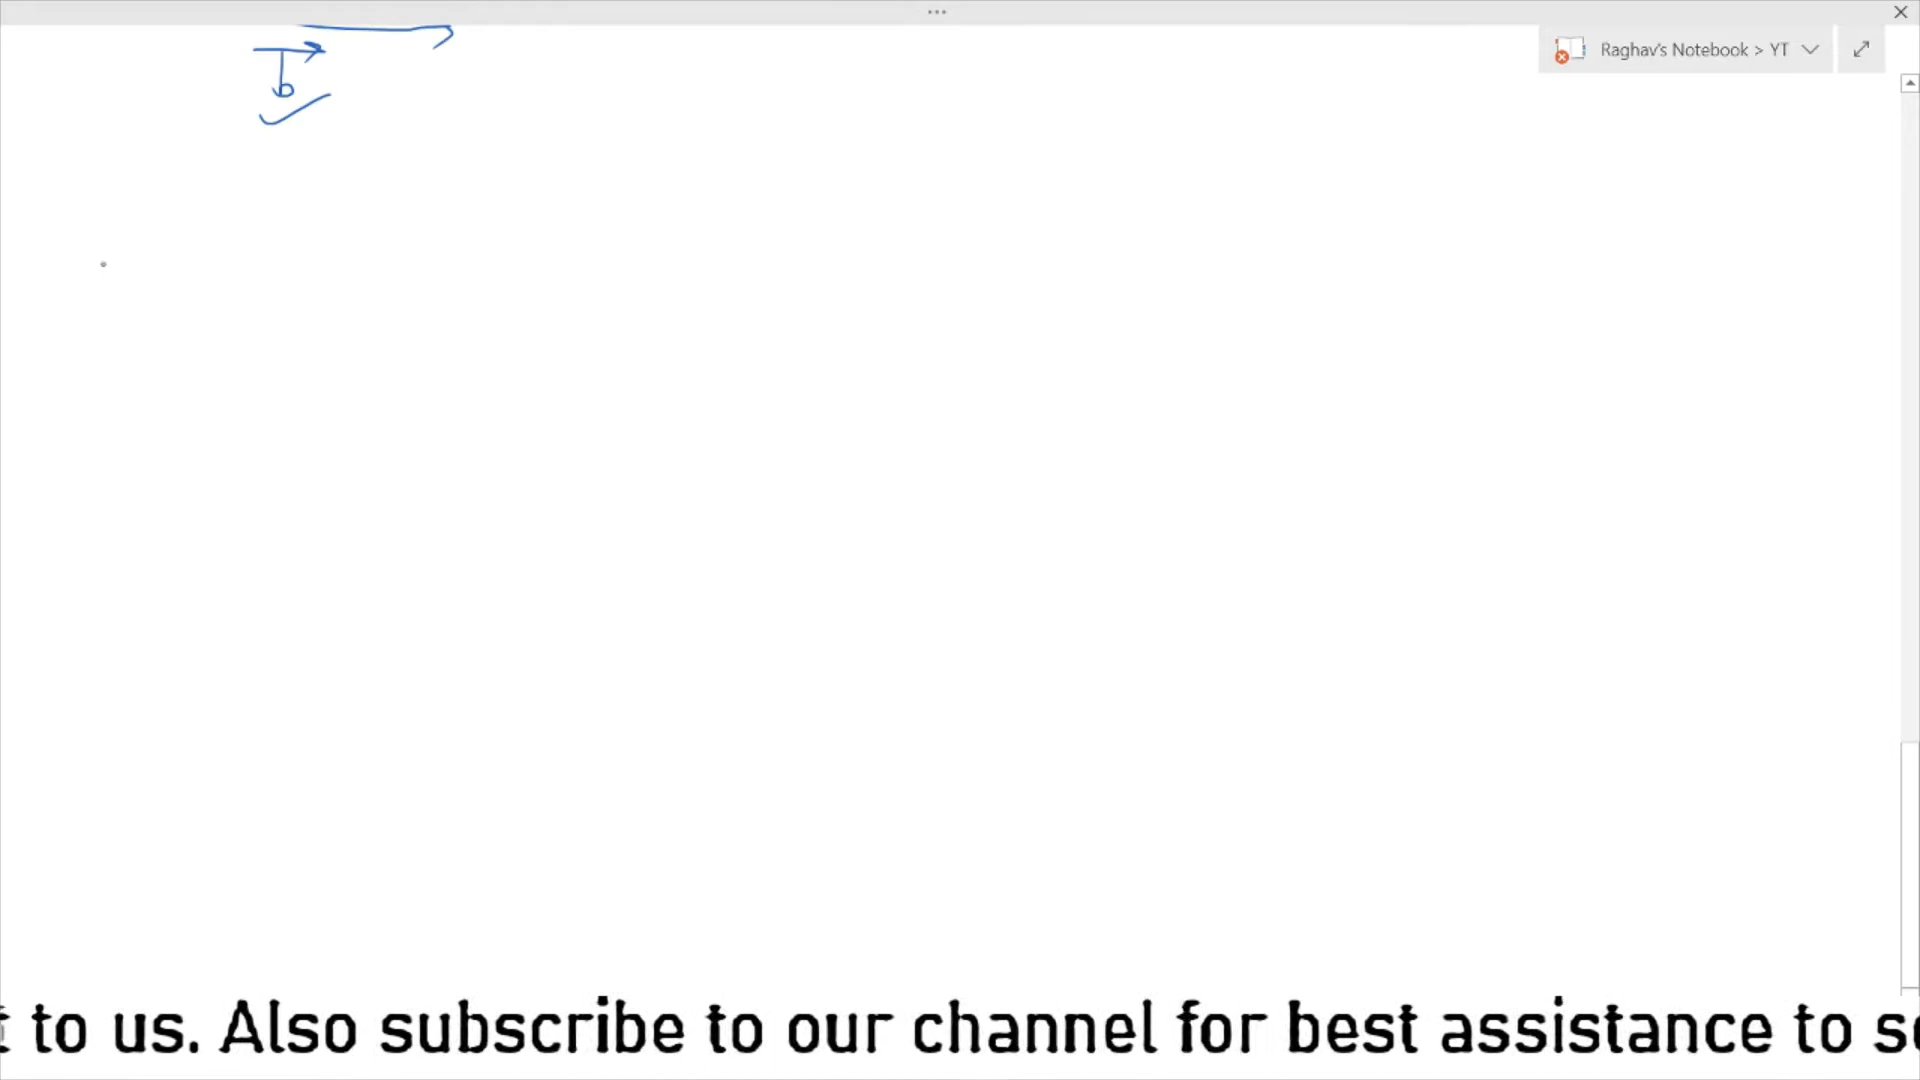 Raghav's Notebook > YT
b
to us. Also subscribe to our channel for best assistance to